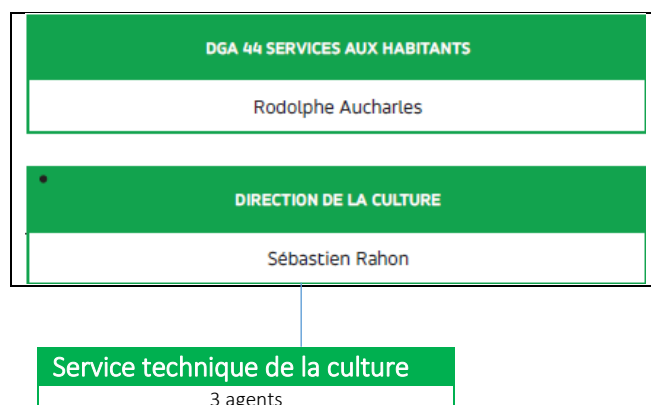 DGA 44 SERVICES AUX HABITANTS
Rodolphe Aucharles
DIRECTION DE LA CULTURE
Sébastien Rahon
Service technique de la culture
3 agents